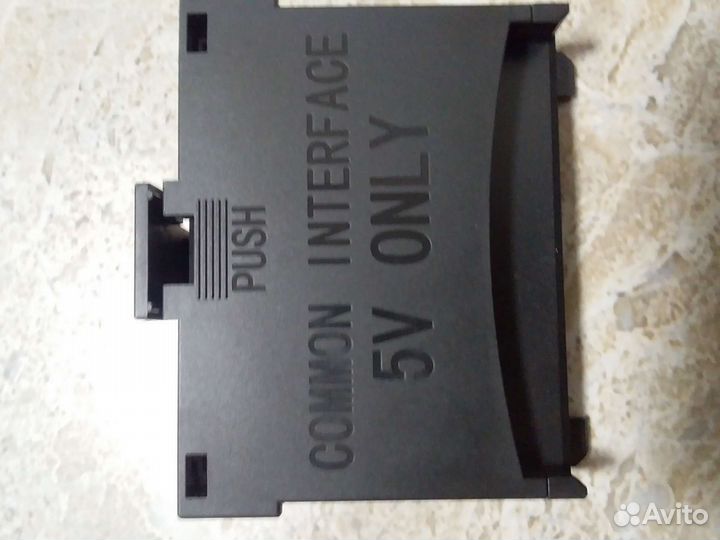 PUSH
COMMON INTERFACE
5V ONLY
Avito